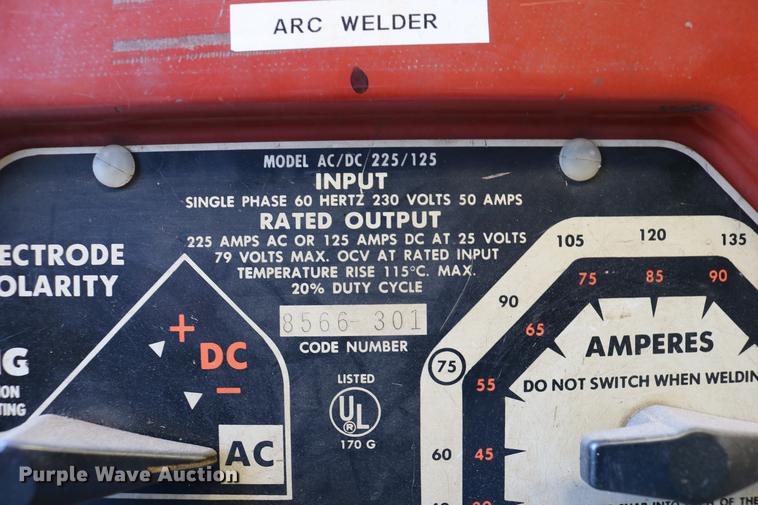 ARC WELDER
MODEL AC/DC 225/125
INPUT
SINGLE PHASE 60 HERTZ 230 VOLTS 50 AMPS
RATED OUTPUT
225 AMPS AC OR 125 AMPS DC AT 25 VOLTS
79 VOLTS MAX. OCV AT RATED INPUT
TEMPERATURE RISE 115°C. MAX.
20% DUTY CYCLE
8566-301
CODE NUMBER
LISTED
UL
®
170 G
ECTRODE
OLARITY
+
DC
−
AC
NG
ION
TING
105 120 135
75 85 90
90
65
75
55
60
45
AMPERES
DO NOT SWITCH WHEN WELDIN
Purple Wave Auction